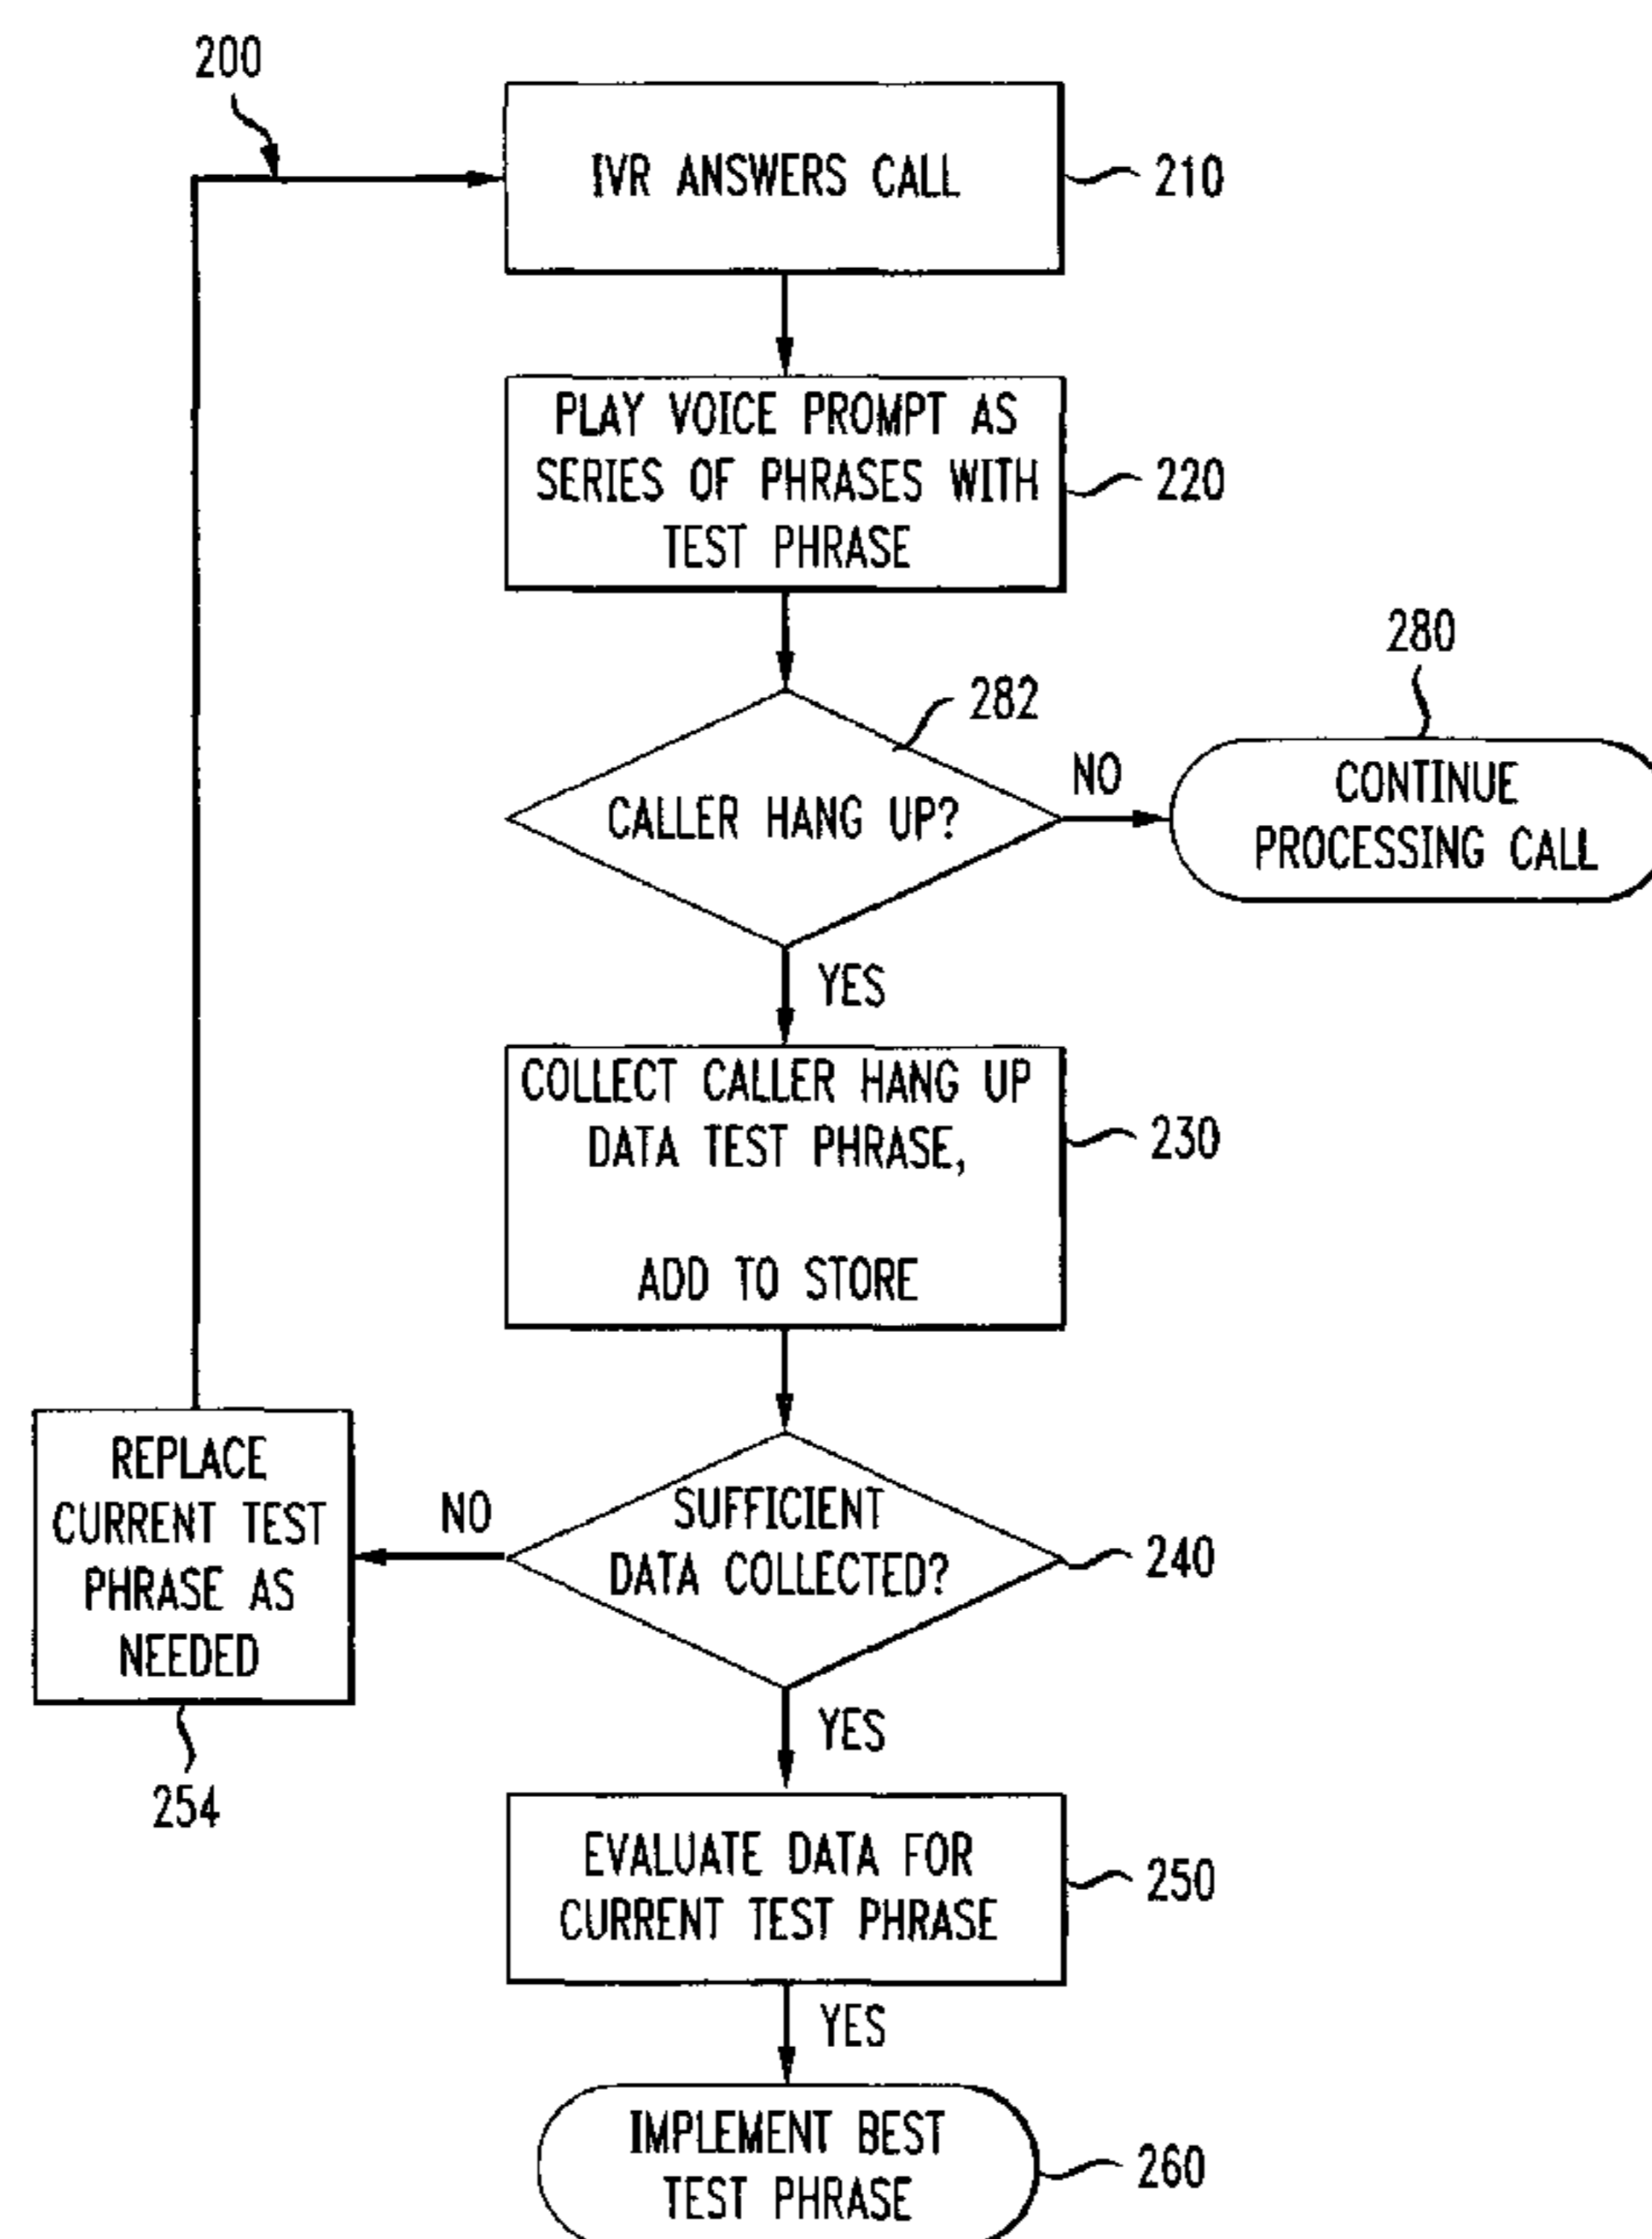 200
IVR ANSWERS CALL
210
PLAY VOICE PROMPT AS
SERIES OF PHRASES WITH
TEST PHRASE
220
282
CALLER HANG UP?
NO
280
CONTINUE
PROCESSING CALL
YES
COLLECT CALLER HANG UP
DATA TEST PHRASE,
ADD TO STORE
230
SUFFICIENT
DATA COLLECTED?
240
NO
REPLACE
CURRENT TEST
PHRASE AS
NEEDED
254
YES
EVALUATE DATA FOR
CURRENT TEST PHRASE
250
YES
IMPLEMENT BEST
TEST PHRASE
260